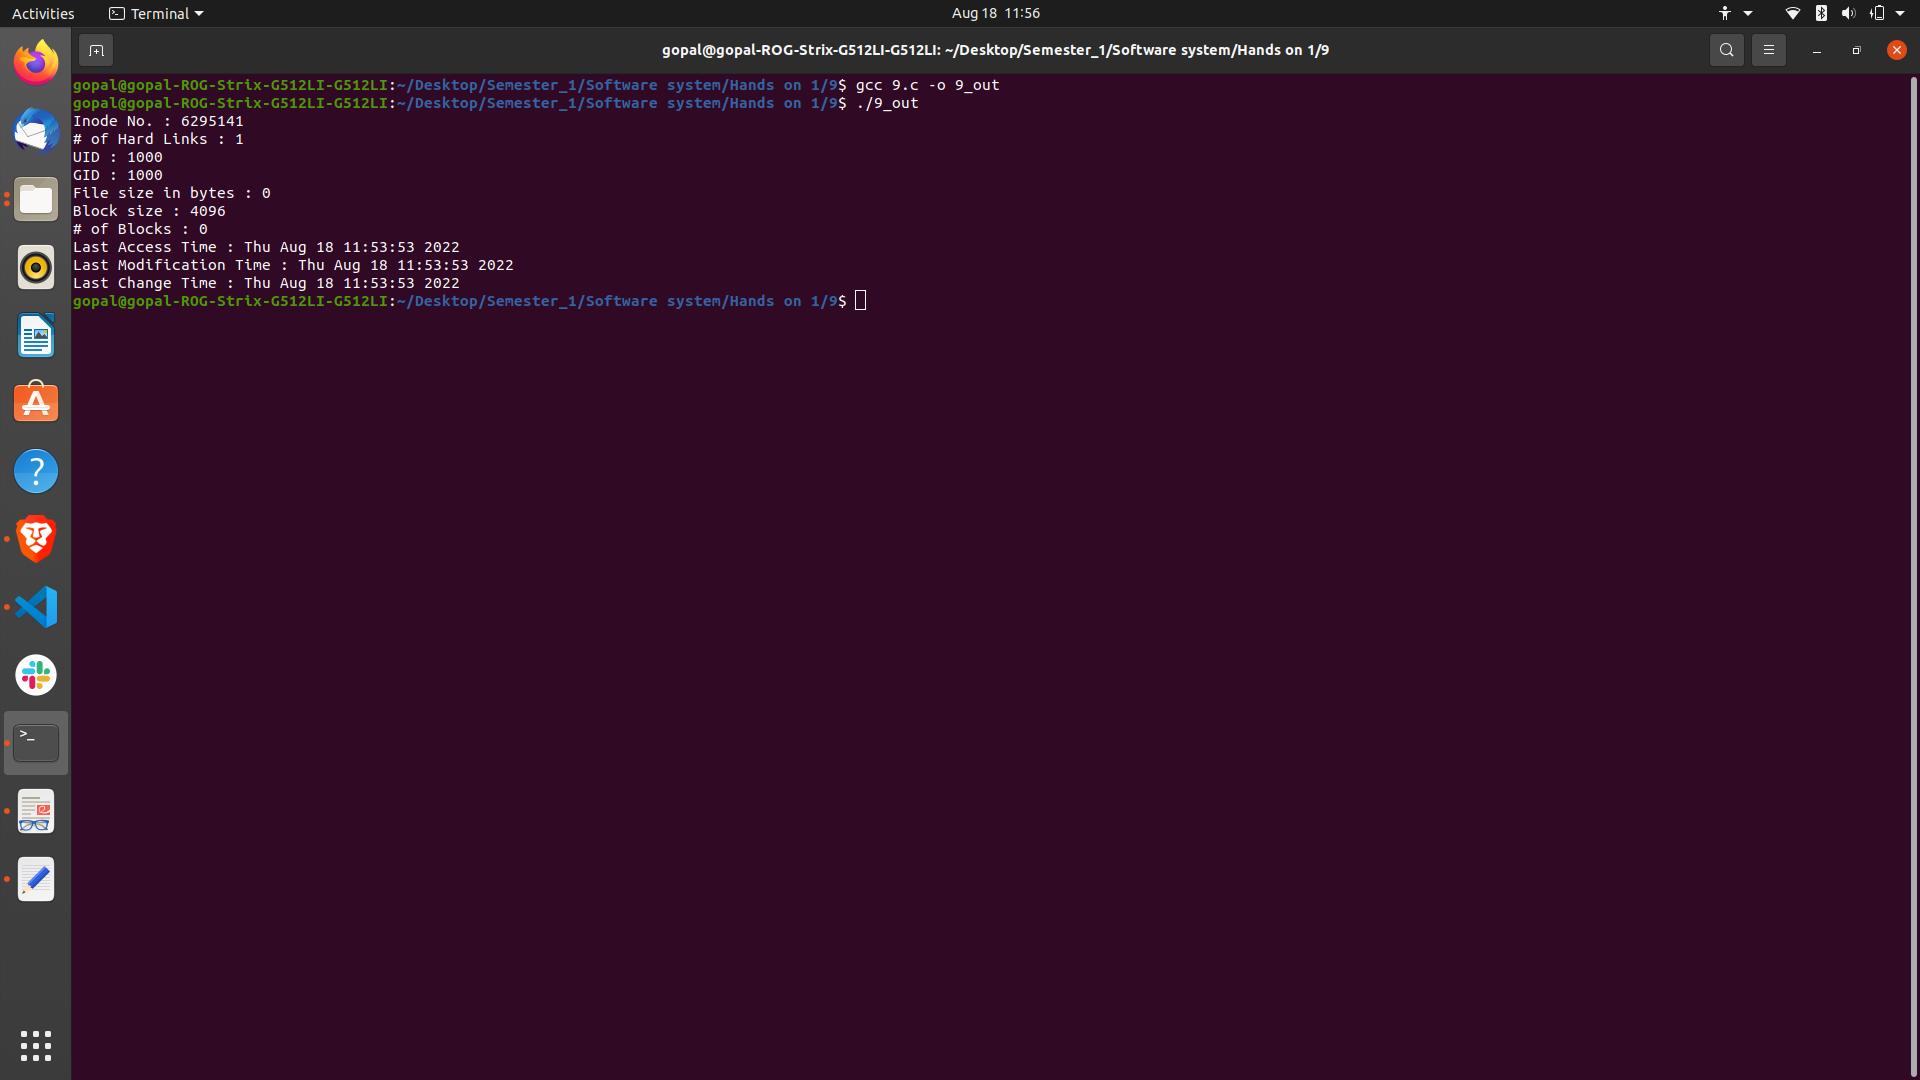 Activities
Terminal
Aug 18 11:56
gopal@gopal-ROG-Strix-G512LI-G512LI: ~/Desktop/Semester_1/Software system/Hands on 1/9
gopal@gopal-ROG-Strix-G512LI-G512LI:~/Desktop/Semester_1/Software system/Hands on 1/9$ gcc 9.c -o 9_out
gopal@gopal-ROG-Strix-G512LI-G512LI:~/Desktop/Semester_1/Software system/Hands on 1/9$ ./9_out
Inode No. : 6295141
# of Hard Links : 1
UID : 1000
GID : 1000
File size in bytes : 0
Block size : 4096
# of Blocks : 0
Last Access Time : Thu Aug 18 11:53:53 2022
Last Modification Time : Thu Aug 18 11:53:53 2022
Last Change Time : Thu Aug 18 11:53:53 2022
gopal@gopal-ROG-Strix-G512LI-G512LI:~/Desktop/Semester_1/Software system/Hands on 1/9$